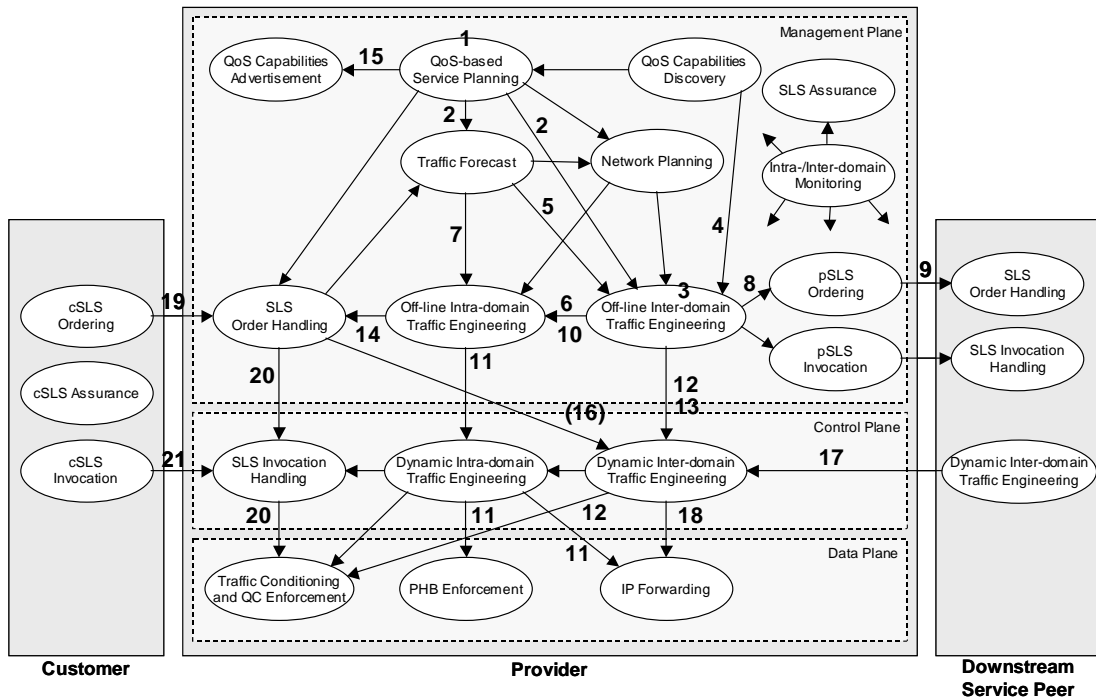 Management Plane
1
15
QoS Capabilities
Advertisement
QoS-based
Service Planning
QoS Capabilities
Discovery
SLS Assurance
2
2
Traffic Forecast
Network Planning
Intra-/Inter-domain
Monitoring
5
7
4
9
8
3
pSLS
Ordering
SLS
Order Handling
cSLS
Ordering
19
SLS
Order Handling
14
Off-line Intra-domain
Traffic Engineering
6
10
Off-line Inter-domain
Traffic Engineering
pSLS
Invocation
SLS Invocation
Handling
20
11
12
13
cSLS Assurance
(16)
Control Plane
cSLS
Invocation
21
SLS Invocation
Handling
Dynamic Intra-domain
Traffic Engineering
Dynamic Inter-domain
Traffic Engineering
17
Dynamic Inter-domain
Traffic Engineering
20
11
12
18
11
Data Plane
Traffic Conditioning
and QC Enforcement
PHB Enforcement
IP Forwarding
Customer
Provider
Downstream
Service Peer